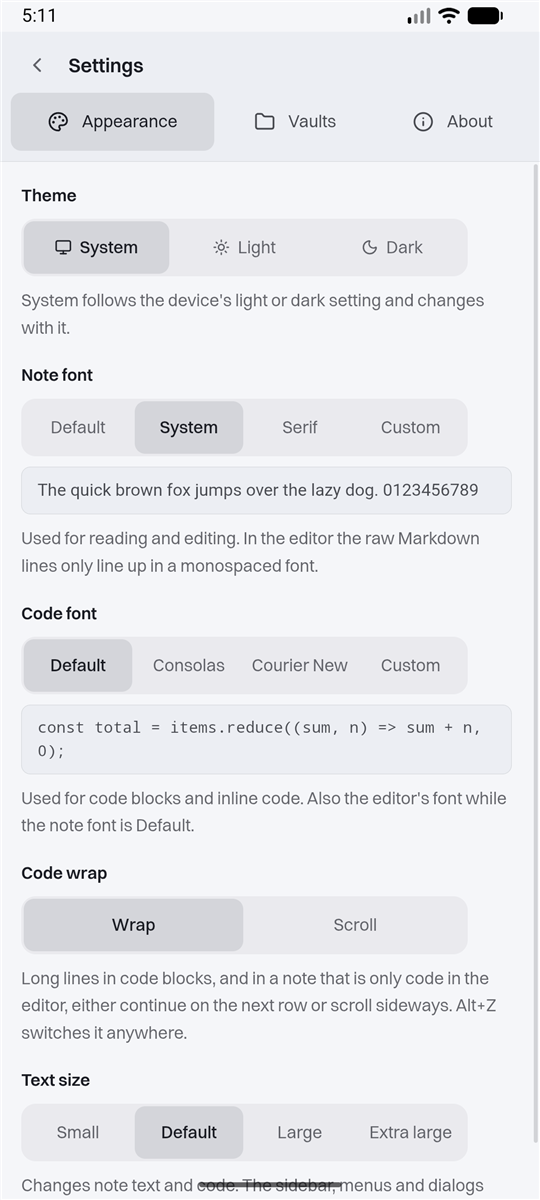 5:11
Settings
Appearance Vaults About
Theme
System Light Dark
System follows the device's light or dark setting and changes
with it.
Note font
Default System Serif Custom
The quick brown fox jumps over the lazy dog. 0123456789
Used for reading and editing. In the editor the raw Markdown
lines only line up in a monospaced font.
Code font
Default Consolas Courier New Custom
const total = items.reduce((sum, n) => sum + n,
0);
Used for code blocks and inline code. Also the editor's font while
the note font is Default.
Code wrap
Wrap Scroll
Long lines in code blocks, and in a note that is only code in the
editor, either continue on the next row or scroll sideways. Alt+Z
switches it anywhere.
Text size
Small Default Large Extra large
Changes note text and code. The sidebar, menus and dialogs